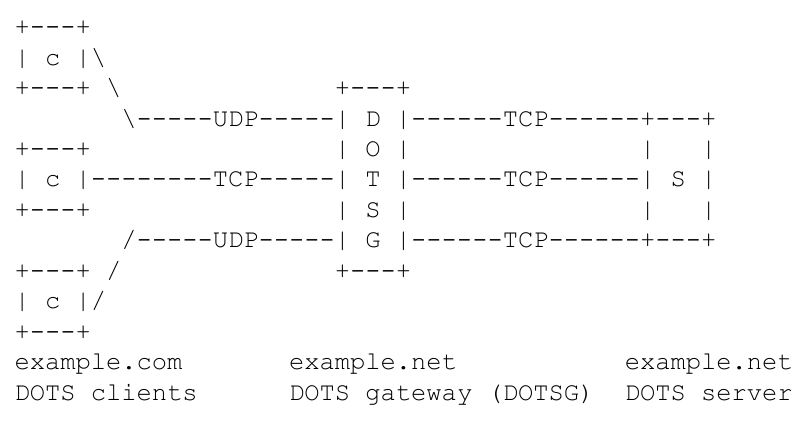 +---+
| c |\
+---+ \                +---+
       \-----UDP-----| D |------TCP------+---+
+---+                | O |               |   |
| c |--------TCP-----| T |------TCP------| S |
+---+                | S |               |   |
       /-----UDP-----| G |------TCP------+---+
+---+ /              +---+
| c |/
+---+
example.com       example.net           example.net
DOTS clients      DOTS gateway (DOTSG)  DOTS server